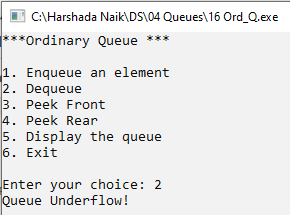 C:\Harshada Naik\DS\04 Queues\16 Ord_Q.exe
***Ordinary Queue ***
1. Enqueue an element
2. Dequeue
3. Peek Front
4. Peek Rear
5. Display the queue
6. Exit
Enter your choice: 2
Queue Underflow!